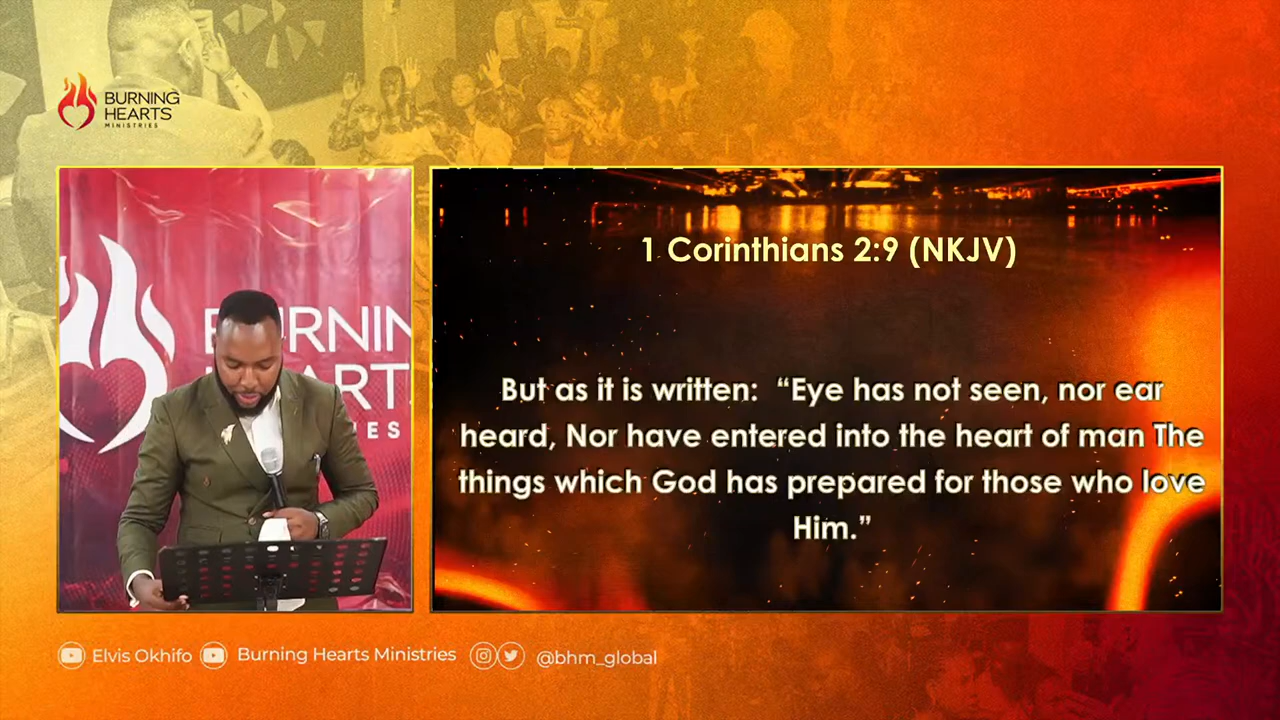 BURNING
HEARTS
MINISTRIES
1 Corinthians 2:9 (NKJV)
But as it is written:  “Eye has not seen, nor ear
heard, Nor have entered into the heart of man The
things which God has prepared for those who love
Him.”
Elvis Okhifo
Burning Hearts Ministries
@bhm_global